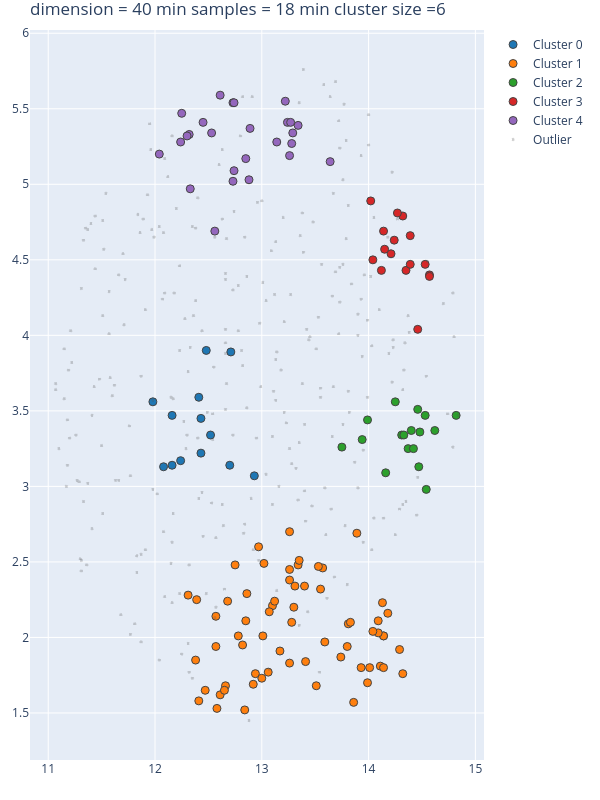 dimension = 40 min samples = 18 min cluster size =6
6
5.5
5
4.5
4
3.5
3
2.5
2
1.5
11
12
13
14
15
Cluster 0
Cluster 1
Cluster 2
Cluster 3
Cluster 4
Outlier